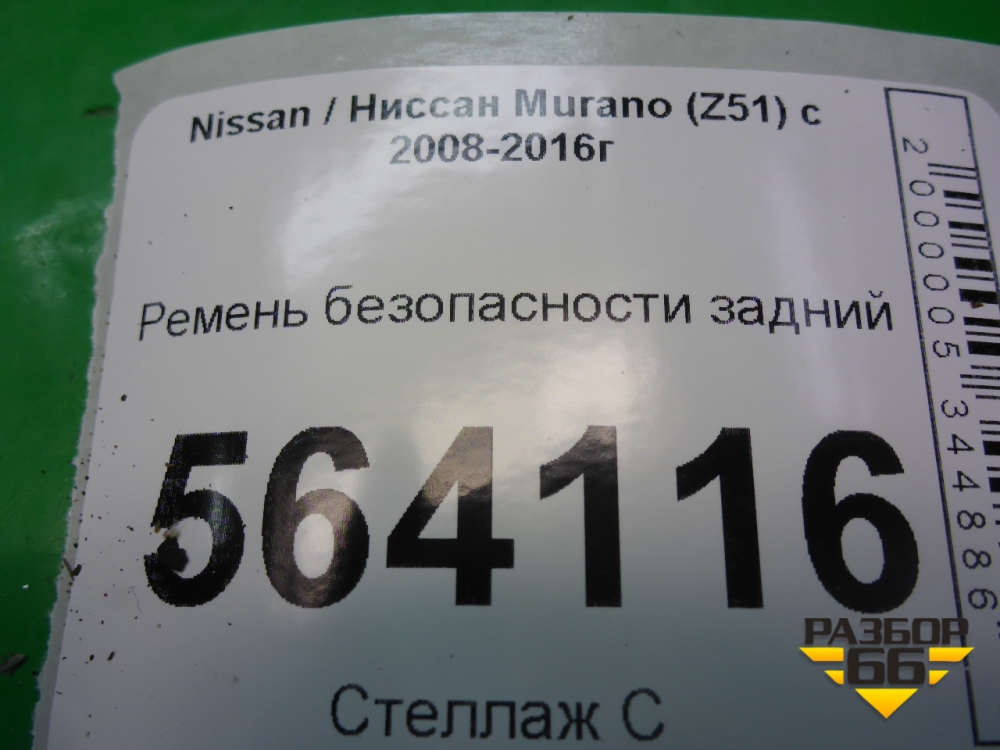 Nissan / Ниссан Murano (Z51) с
2008-2016г
Ремень безопасности задний
564116
Стеллаж С
2000005344886
РАЗБОР
66